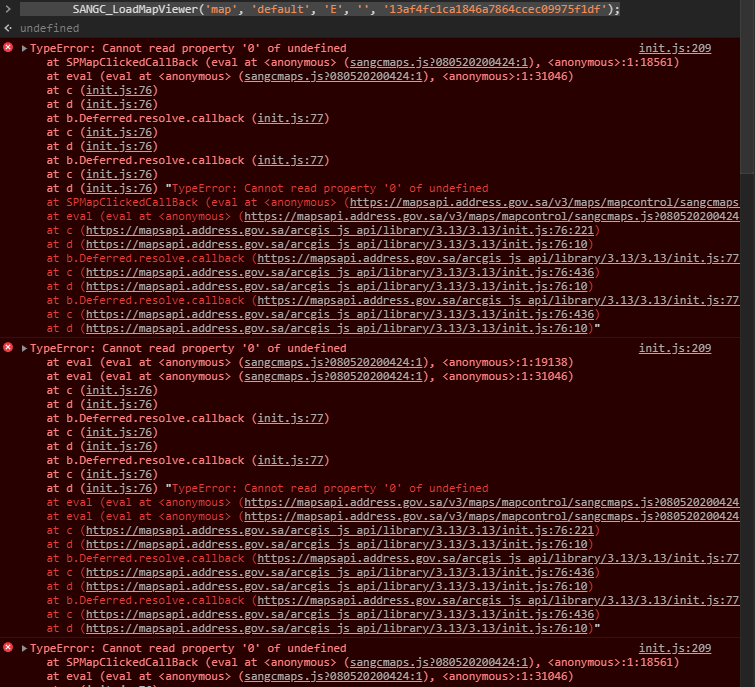 > SANGC_LoadMapViewer('map', 'default', 'E', '', '13af4fc1ca1846a7864ccec09975f1df');
undefined
TypeError: Cannot read property '0' of undefined init.js:209
at SPMapClickedCallBack (eval at <anonymous> (sangcmaps.js?080520200424:1), <anonymous>:1:18561)
at eval (eval at <anonymous> (sangcmaps.js?080520200424:1), <anonymous>:1:31046)
at c (init.js:76)
at d (init.js:76)
at b.Deferred.resolve.callback (init.js:77)
at c (init.js:76)
at d (init.js:76)
at b.Deferred.resolve.callback (init.js:77)
at c (init.js:76)
at d (init.js:76) "TypeError: Cannot read property '0' of undefined
at SPMapClickedCallBack (eval at <anonymous> (https://mapsapi.address.gov.sa/v3/maps/mapcontrol/sangcmaps
at eval (eval at <anonymous> (https://mapsapi.address.gov.sa/v3/maps/mapcontrol/sangcmaps.js?080520200424
at c (https://mapsapi.address.gov.sa/arcgis_js_api/library/3.13/3.13/init.js:76:221)
at d (https://mapsapi.address.gov.sa/arcgis_js_api/library/3.13/3.13/init.js:76:10)
at b.Deferred.resolve.callback (https://mapsapi.address.gov.sa/arcgis_js_api/library/3.13/3.13/init.js:77
at c (https://mapsapi.address.gov.sa/arcgis_js_api/library/3.13/3.13/init.js:76:436)
at d (https://mapsapi.address.gov.sa/arcgis_js_api/library/3.13/3.13/init.js:76:10)
at b.Deferred.resolve.callback (https://mapsapi.address.gov.sa/arcgis_js_api/library/3.13/3.13/init.js:77
at c (https://mapsapi.address.gov.sa/arcgis_js_api/library/3.13/3.13/init.js:76:436)
at d (https://mapsapi.address.gov.sa/arcgis_js_api/library/3.13/3.13/init.js:76:10)"
TypeError: Cannot read property '0' of undefined init.js:209
at eval (eval at <anonymous> (sangcmaps.js?080520200424:1), <anonymous>:1:19138)
at eval (eval at <anonymous> (sangcmaps.js?080520200424:1), <anonymous>:1:31046)
at c (init.js:76)
at d (init.js:76)
at b.Deferred.resolve.callback (init.js:77)
at c (init.js:76)
at d (init.js:76)
at b.Deferred.resolve.callback (init.js:77)
at c (init.js:76)
at d (init.js:76) "TypeError: Cannot read property '0' of undefined
at eval (eval at <anonymous> (https://mapsapi.address.gov.sa/v3/maps/mapcontrol/sangcmaps.js?080520200424
at eval (eval at <anonymous> (https://mapsapi.address.gov.sa/v3/maps/mapcontrol/sangcmaps.js?080520200424
at c (https://mapsapi.address.gov.sa/arcgis_js_api/library/3.13/3.13/init.js:76:221)
at d (https://mapsapi.address.gov.sa/arcgis_js_api/library/3.13/3.13/init.js:76:10)
at b.Deferred.resolve.callback (https://mapsapi.address.gov.sa/arcgis_js_api/library/3.13/3.13/init.js:77
at c (https://mapsapi.address.gov.sa/arcgis_js_api/library/3.13/3.13/init.js:76:436)
at d (https://mapsapi.address.gov.sa/arcgis_js_api/library/3.13/3.13/init.js:76:10)
at b.Deferred.resolve.callback (https://mapsapi.address.gov.sa/arcgis_js_api/library/3.13/3.13/init.js:77
at c (https://mapsapi.address.gov.sa/arcgis_js_api/library/3.13/3.13/init.js:76:436)
at d (https://mapsapi.address.gov.sa/arcgis_js_api/library/3.13/3.13/init.js:76:10)"
TypeError: Cannot read property '0' of undefined init.js:209
at SPMapClickedCallBack (eval at <anonymous> (sangcmaps.js?080520200424:1), <anonymous>:1:18561)
at eval (eval at <anonymous> (sangcmaps.js?080520200424:1), <anonymous>:1:31046)